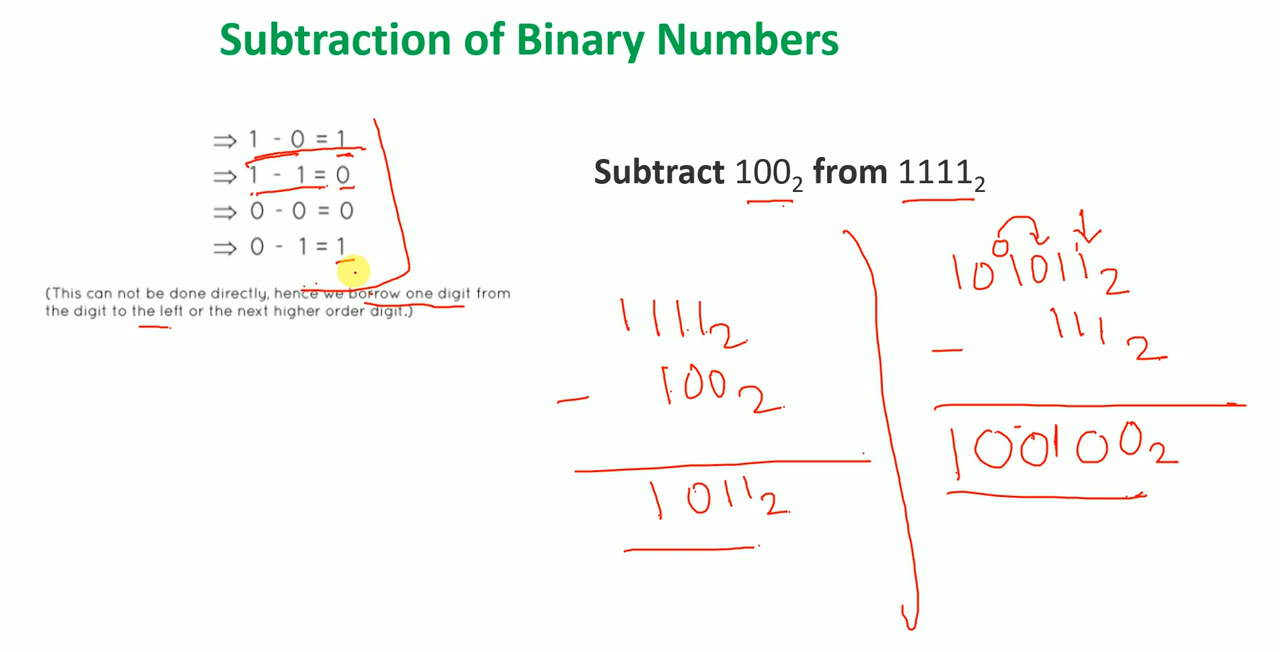 Subtraction of Binary Numbers
⇒ 1 - 0 = 1
⇒ 1 - 1 = 0
⇒ 0 - 0 = 0
⇒ 0 - 1 = 1
(This can not be done directly, hence we borrow one digit from
the digit to the left or the next higher order digit.)
Subtract 100₂ from 1111₂
1111₂
- 100₂
1011₂
0
101011₂
- 111₂
100100₂